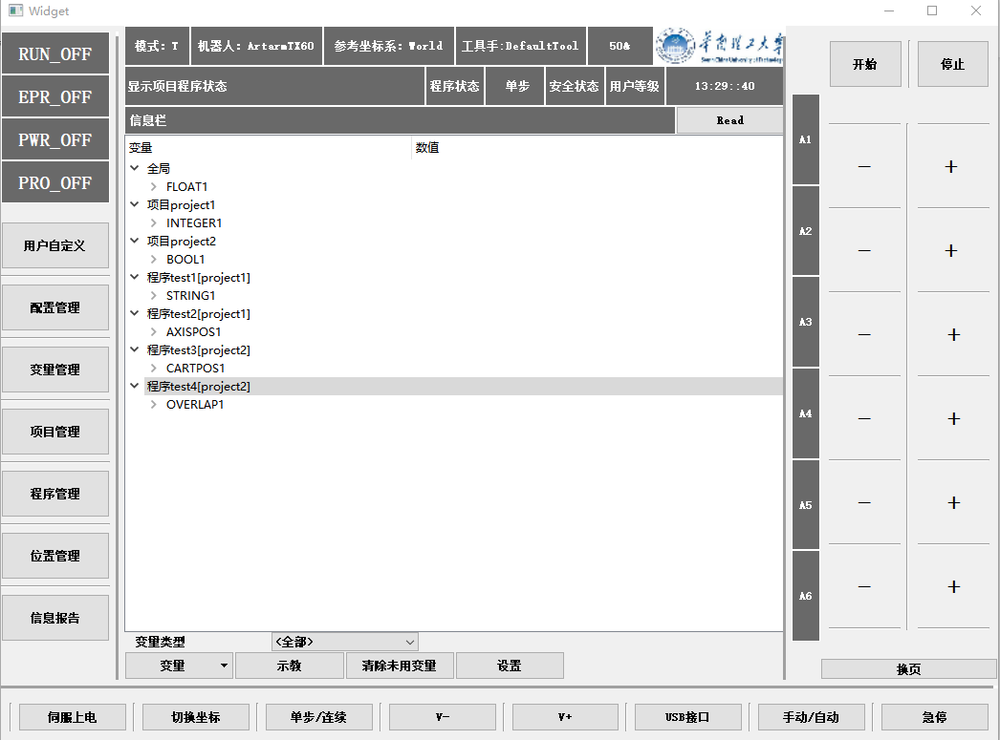 Widget
RUN_OFF
EPR_OFF
PWR_OFF
PRO_OFF
用户自定义
配置管理
变量管理
项目管理
程序管理
位置管理
信息报告
模式: T 机器人: ArtarmTX60 参考坐标系: World 工具手:DefaultTool 50%
华南理工大学
South China University of Technology
显示项目程序状态 程序状态 单步 安全状态 用户等级 13:29::40
信息栏 Read
变量 数值
全局
FLOAT1
项目project1
INTEGER1
项目project2
BOOL1
程序test1[project1]
STRING1
程序test2[project1]
AXISPOS1
程序test3[project2]
CARTPOS1
程序test4[project2]
OVERLAP1
变量类型 <全部>
变量 示教 清除未用变量 设置
开始 停止
A1 − +
A2 − +
A3 − +
A4 − +
A5 − +
A6 − +
换页
伺服上电 切换坐标 单步/连续 V- V+ USB接口 手动/自动 急停